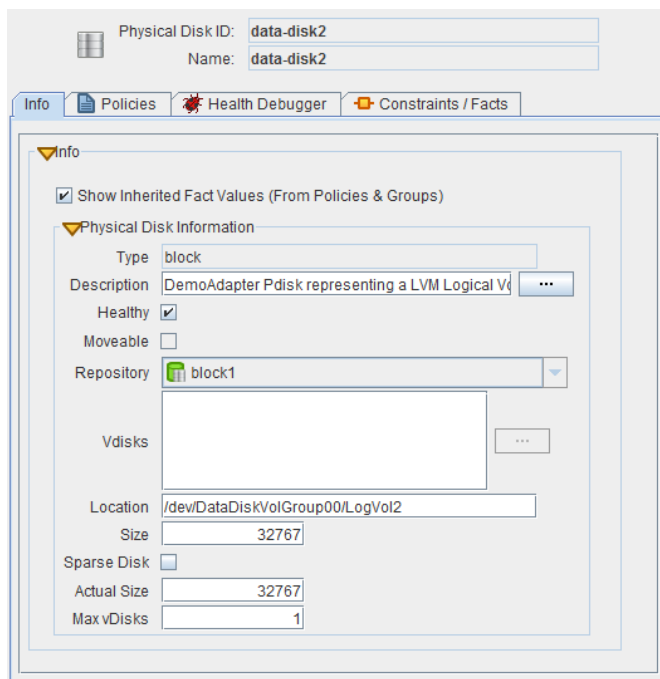 Physical Disk ID: data-disk2
Name: data-disk2
Info Policies Health Debugger Constraints / Facts
Info
Show Inherited Fact Values (From Policies & Groups)
Physical Disk Information
Type block
Description DemoAdapter Pdisk representing a LVM Logical ...
Healthy
Moveable
Repository block1
Vdisks ...
Location /dev/DataDiskVolGroup00/LogVol2
Size 32767
Sparse Disk
Actual Size 32767
Max vDisks 1